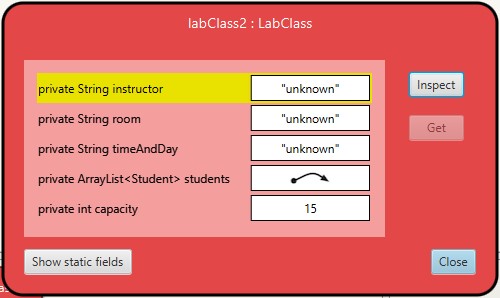 labClass2 : LabClass
private String instructor "unknown"
Inspect
private String room "unknown"
Get
private String timeAndDay "unknown"
private ArrayList<Student> students
private int capacity 15
Show static fields
Close